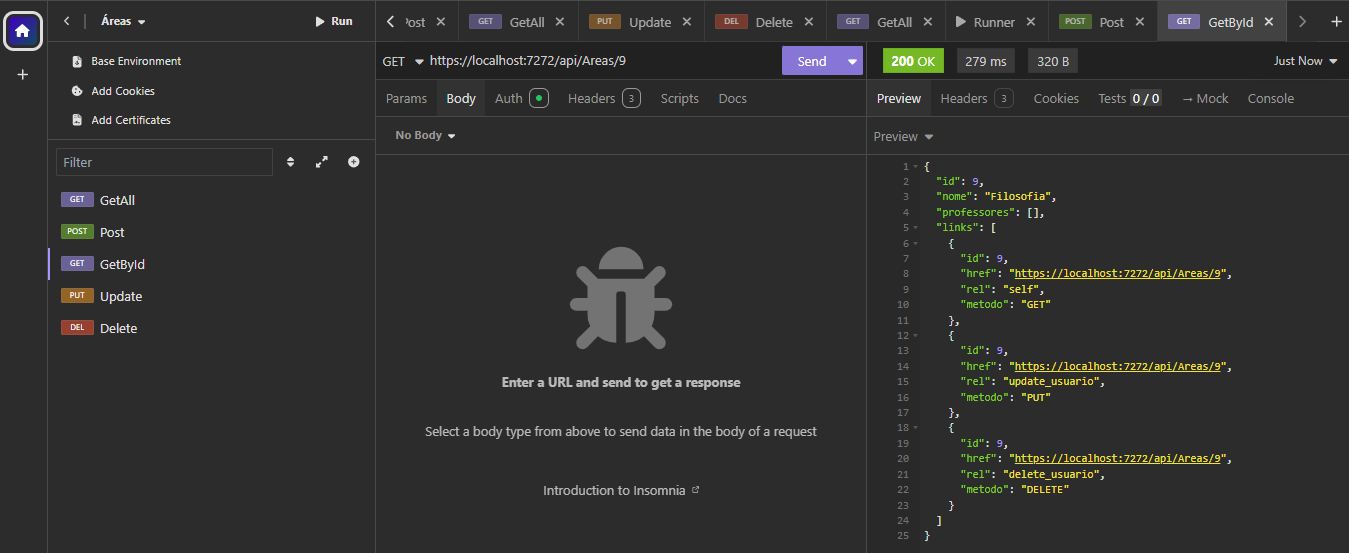 Áreas
Run
Base Environment
Add Cookies
Add Certificates
Filter
GET GetAll
POST Post
GET GetById
PUT Update
DEL Delete
ost
GET GetAll
PUT Update
DEL Delete
GET GetAll
Runner
POST Post
GET GetById
GET https://localhost:7272/api/Areas/9
Send
Params Body Auth Headers 3 Scripts Docs
No Body
Enter a URL and send to get a response
Select a body type from above to send data in the body of a request
Introduction to Insomnia
200 OK 279 ms 320 B Just Now
Preview Headers 3 Cookies Tests 0 / 0 → Mock Console
Preview
1 {
2 "id": 9,
3 "nome": "Filosofia",
4 "professores": [],
5 "links": [
6 {
7 "id": 9,
8 "href": "https://localhost:7272/api/Areas/9",
9 "rel": "self",
10 "metodo": "GET"
11 },
12 {
13 "id": 9,
14 "href": "https://localhost:7272/api/Areas/9",
15 "rel": "update_usuario",
16 "metodo": "PUT"
17 },
18 {
19 "id": 9,
20 "href": "https://localhost:7272/api/Areas/9",
21 "rel": "delete_usuario",
22 "metodo": "DELETE"
23 }
24 ]
25 }